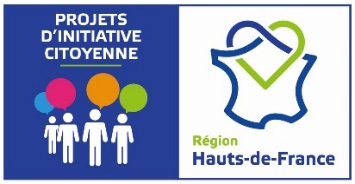 PROJETS
D'INITIATIVE
CITOYENNE
Région
Hauts-de-France